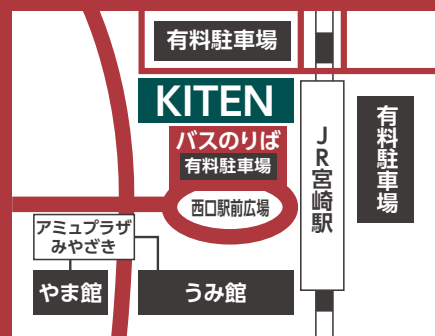 有料駐車場
KITEN
バスのりば
有料駐車場
西口駅前広場
JR宮崎駅
有料駐車場
アミュプラザ
みやざき
やま館
うみ館